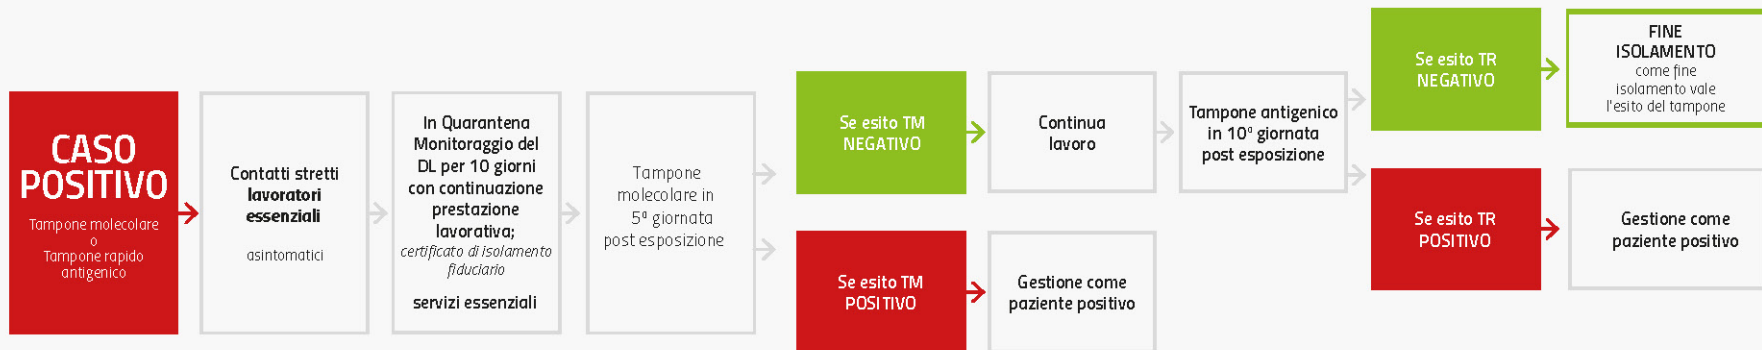 CASO
POSITIVO
Tampone molecolare
o
Tampone rapido
antigenico
Contatti stretti
lavoratori
essenziali
asintomatici
In Quarantena
Monitoraggio del
DL per 10 giorni
con continuazione
prestazione
lavorativa;
certificato di isolamento
fiduciario
servizi essenziali
Tampone
molecolare in
5ª giornata
post esposizione
Se esito TM
NEGATIVO
Continua
lavoro
Tampone antigenico
in 10ª giornata
post esposizione
Se esito TR
NEGATIVO
FINE
ISOLAMENTO
come fine
isolamento vale
l'esito del tampone
Se esito TR
POSITIVO
Gestione come
paziente positivo
Se esito TM
POSITIVO
Gestione come
paziente positivo